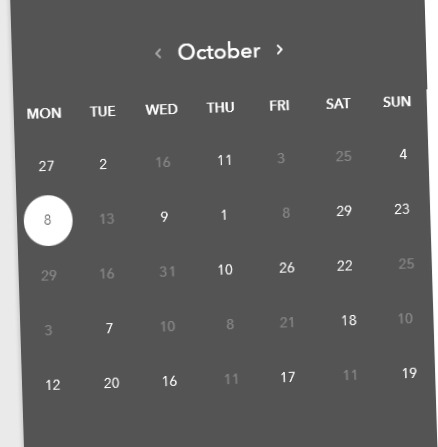 ‹ October ›
MON TUE WED THU FRI SAT SUN
27 2 16 11 3 25 4
8 13 9 1 8 29 23
29 16 31 10 26 22 25
3 7 10 8 21 18 10
12 20 16 11 17 11 19